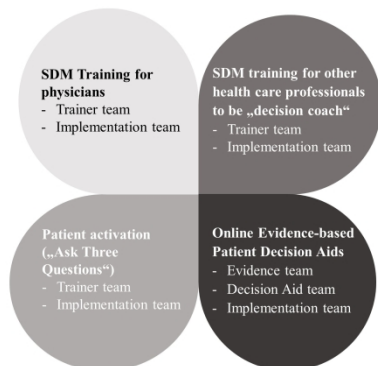 SDM Training for
physicians
- Trainer team
- Implementation team
SDM training for other
health care professionals
to be „decision coach“
- Trainer team
- Implementation team
Patient activation
(„Ask Three
Questions“)
- Trainer team
- Implementation team
Online Evidence-based
Patient Decision Aids
- Evidence team
- Decision Aid team
- Implementation team